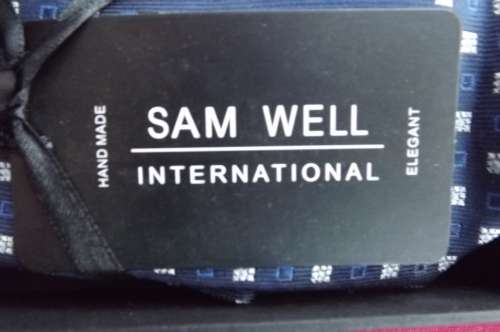 HAND MADE
SAM WELL
INTERNATIONAL
ELEGANT